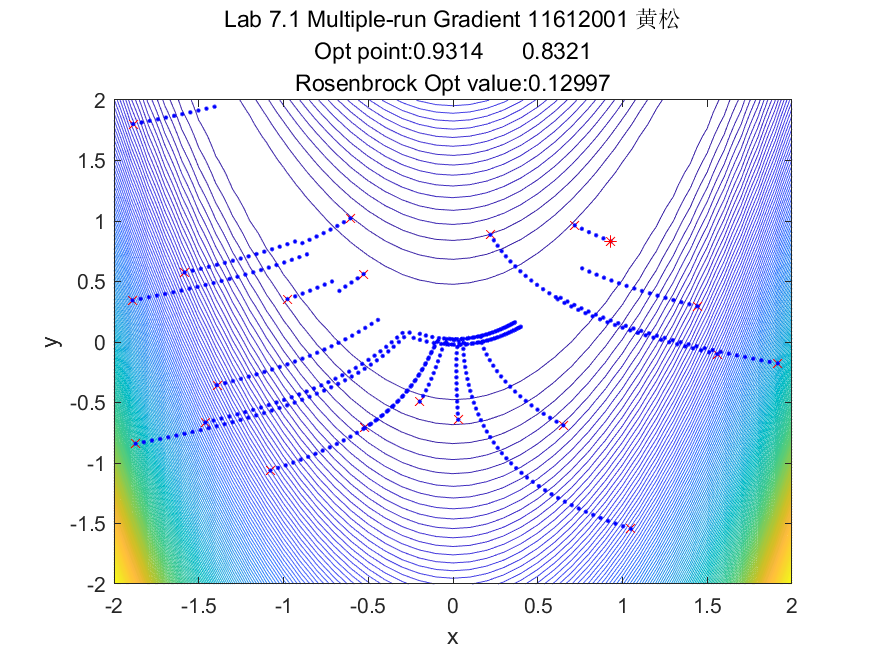 Lab 7.1 Multiple-run Gradient 11612001 黄松
Opt point:0.9314 0.8321
Rosenbrock Opt value:0.12997
2
1.5
1
0.5
0
-0.5
-1
-1.5
-2
y
-2 -1.5 -1 -0.5 0 0.5 1 1.5 2
x